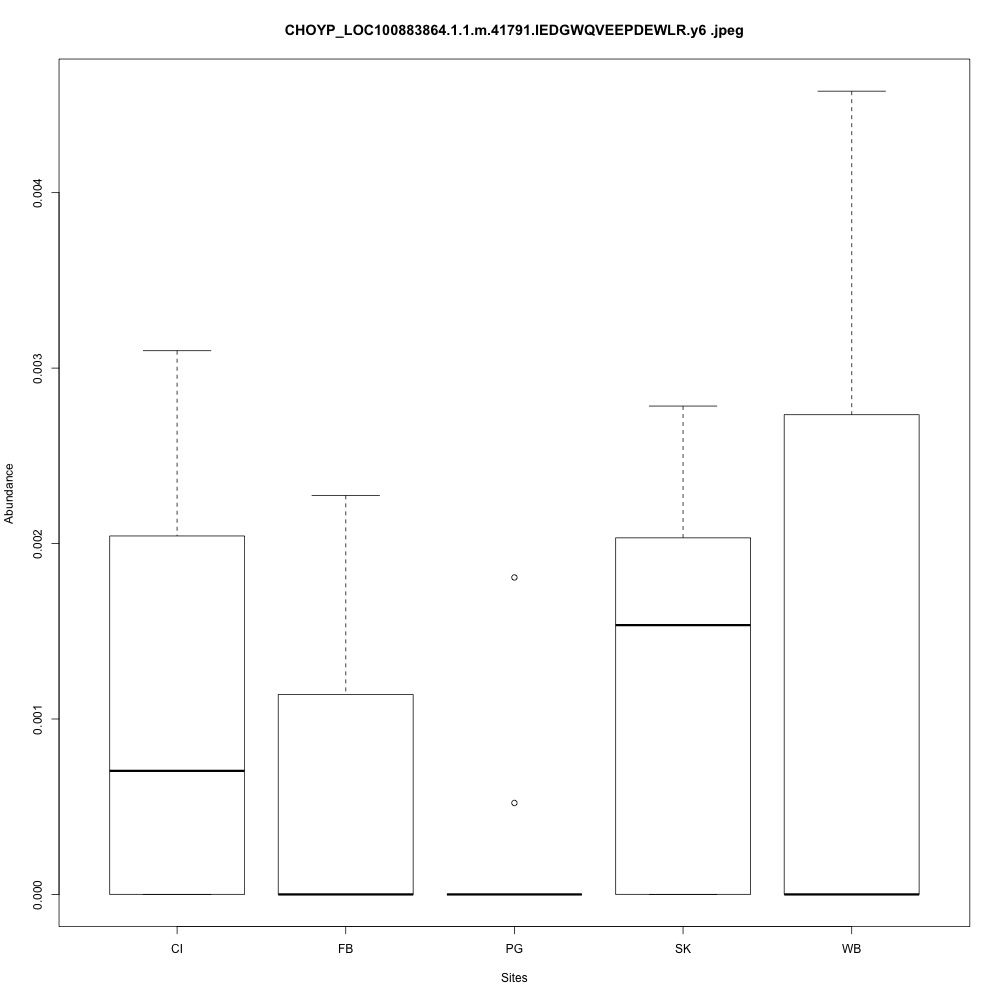 CHOYP_LOC100883864.1.1.m.41791.IEDGWQVEEPDEWLR.y6 .jpeg
Abundance
0.004
0.003
0.002
0.001
0.000
CI FB PG SK WB
Sites